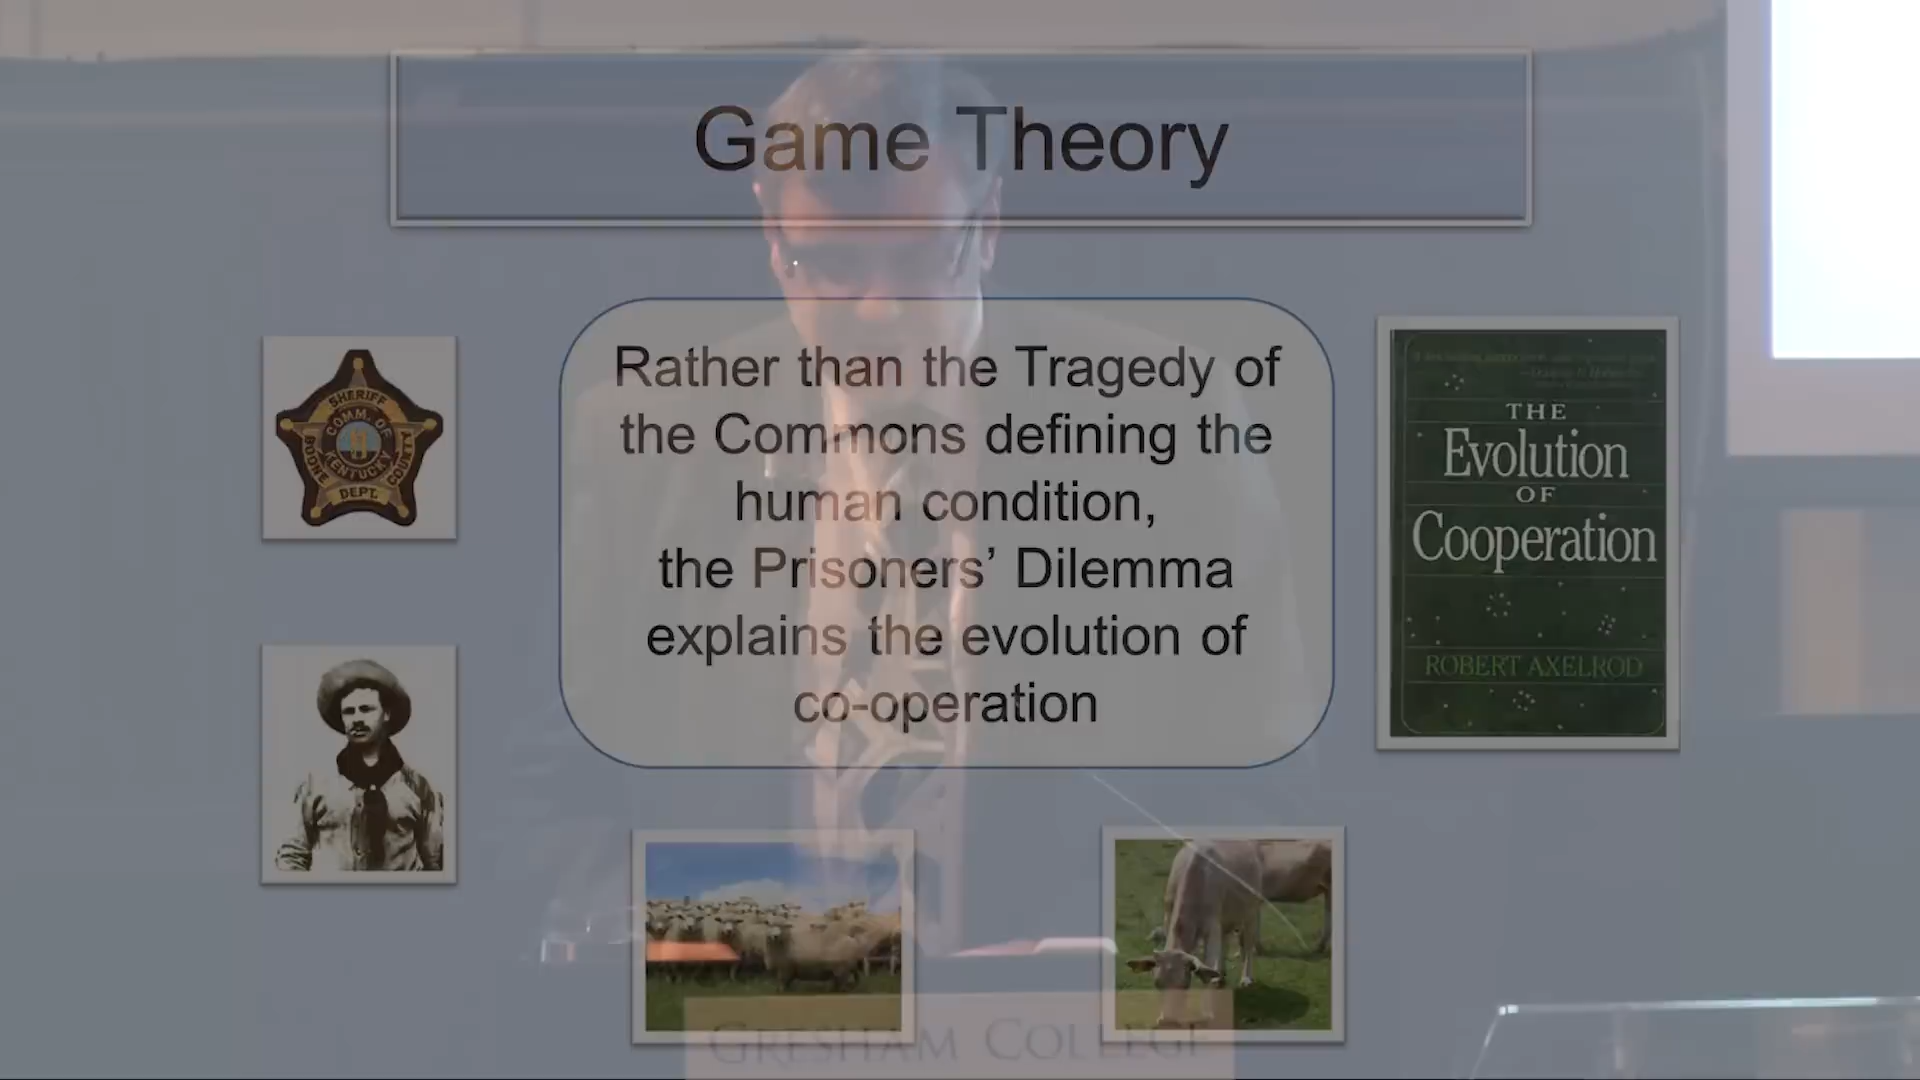 Game Theory
Rather than the Tragedy of
the Commons defining the
human condition,
the Prisoners’ Dilemma
explains the evolution of
co-operation
SHERIFF
COMM. OF
KENTUCKY
BOONE
COUNTY
DEPT.
THE
Evolution
OF
Cooperation
ROBERT AXELROD
GRESHAM COLLEGE